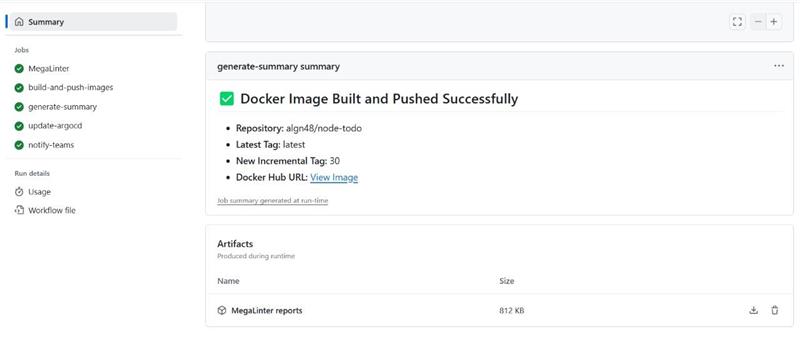 Summary
Jobs
MegaLinter
build-and-push-images
generate-summary
update-argocd
notify-teams
Run details
Usage
Workflow file
generate-summary summary
Docker Image Built and Pushed Successfully
Repository: algn48/node-todo
Latest Tag: latest
New Incremental Tag: 30
Docker Hub URL: View Image
Job summary generated at run-time
Artifacts
Produced during runtime
Name Size
MegaLinter reports 812 KB